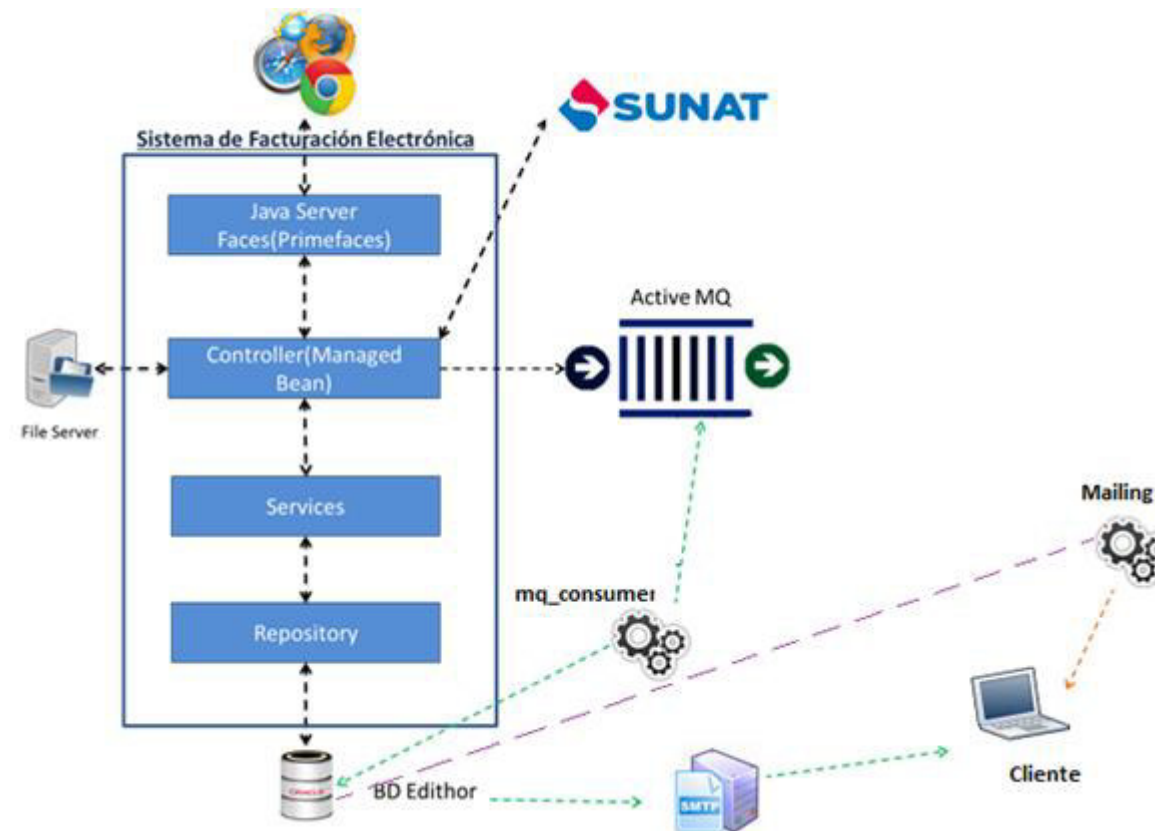 SUNAT
Sistema de Facturación Electrónica
Java Server
Faces(Primefaces)
Active MQ
Controller(Managed
Bean)
File Server
Services
Mailing
mq_consumer
Repository
ORACLE
BD Edithor
SMTP
Cliente